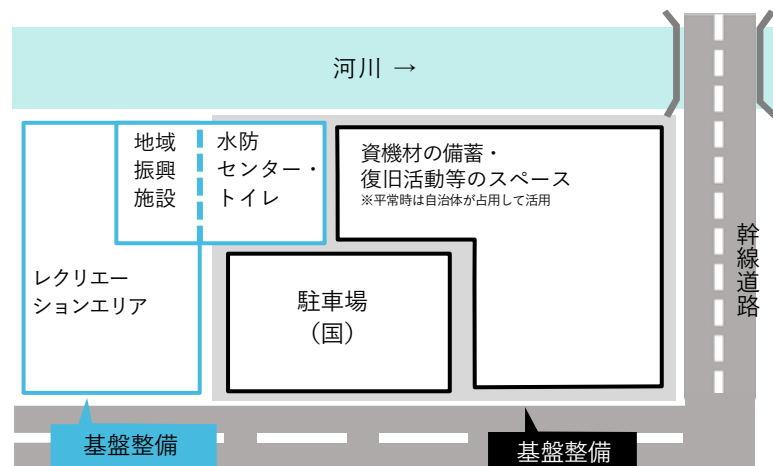 河川 →
地域
振興
施設
水防
センター・
トイレ
資機材の備蓄・
復旧活動等のスペース
※平常時は自治体が占用して活用
レクリエー
ションエリア
駐車場
（国）
幹線道路
基盤整備
基盤整備